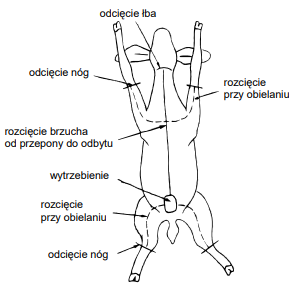 odcięcie łba
odcięcie nóg
rozcięcie
przy obielaniu
rozcięcie brzucha
od przepony do odbytu
wytrzebienie
rozcięcie
przy obielaniu
odcięcie nóg